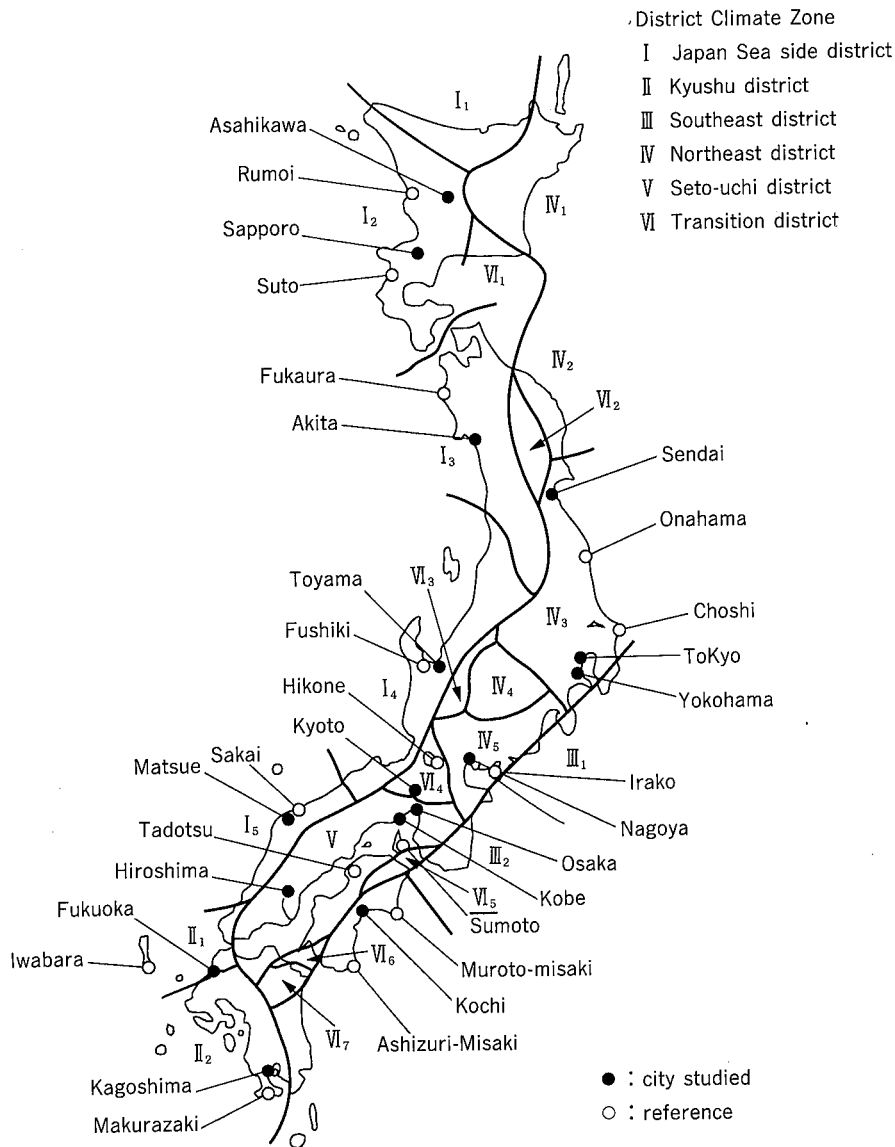 District Climate Zone
I Japan Sea side district
II Kyushu district
III Southeast district
IV Northeast district
V Seto-uchi district
VI Transition district
I₁
Asahikawa
Rumoi
I₂
IV₁
Sapporo
VI₁
Suto
IV₂
Fukaura
VI₂
Akita
I₃
Sendai
Onahama
Toyama
VI₃
IV₃
Choshi
Fushiki
ToKyo
I₄
IV₄
Hikone
Yokohama
Kyoto
IV₅
III₁
Sakai
VI₄
Irako
Matsue
I₅
Nagoya
Tadotsu
V
III₂
Osaka
Hiroshima
VI₅
Kobe
Fukuoka
Sumoto
II₁
VI₆
Iwabara
Muroto-misaki
Kochi
II₂
VI₇
Ashizuri-Misaki
Kagoshima
● : city studied
Makurazaki
○ : reference